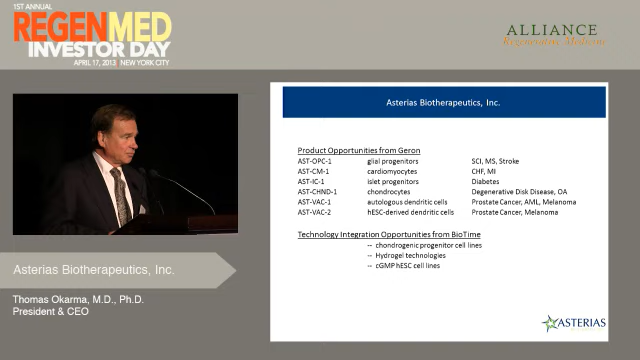 1ST ANNUAL
REGENMED
INVESTOR DAY
APRIL 17, 2013 | NEW YORK CITY
ALLIANCE
Regenerative Medicine
Asterias Biotherapeutics, Inc.
Product Opportunities from Geron
AST-OPC-1 glial progenitors SCI, MS, Stroke
AST-CM-1 cardiomyocytes CHF, MI
AST-IC-1 islet progenitors Diabetes
AST-CHND-1 chondrocytes Degenerative Disk Disease, OA
AST-VAC-1 autologous dendritic cells Prostate Cancer, AML, Melanoma
AST-VAC-2 hESC-derived dendritic cells Prostate Cancer, Melanoma
Technology Integration Opportunities from BioTime
-- chondrogenic progenitor cell lines
-- Hydrogel technologies
-- cGMP hESC cell lines
ASTERIAS
Asterias Biotherapeutics, Inc.
Thomas Okarma, M.D., Ph.D.
President & CEO